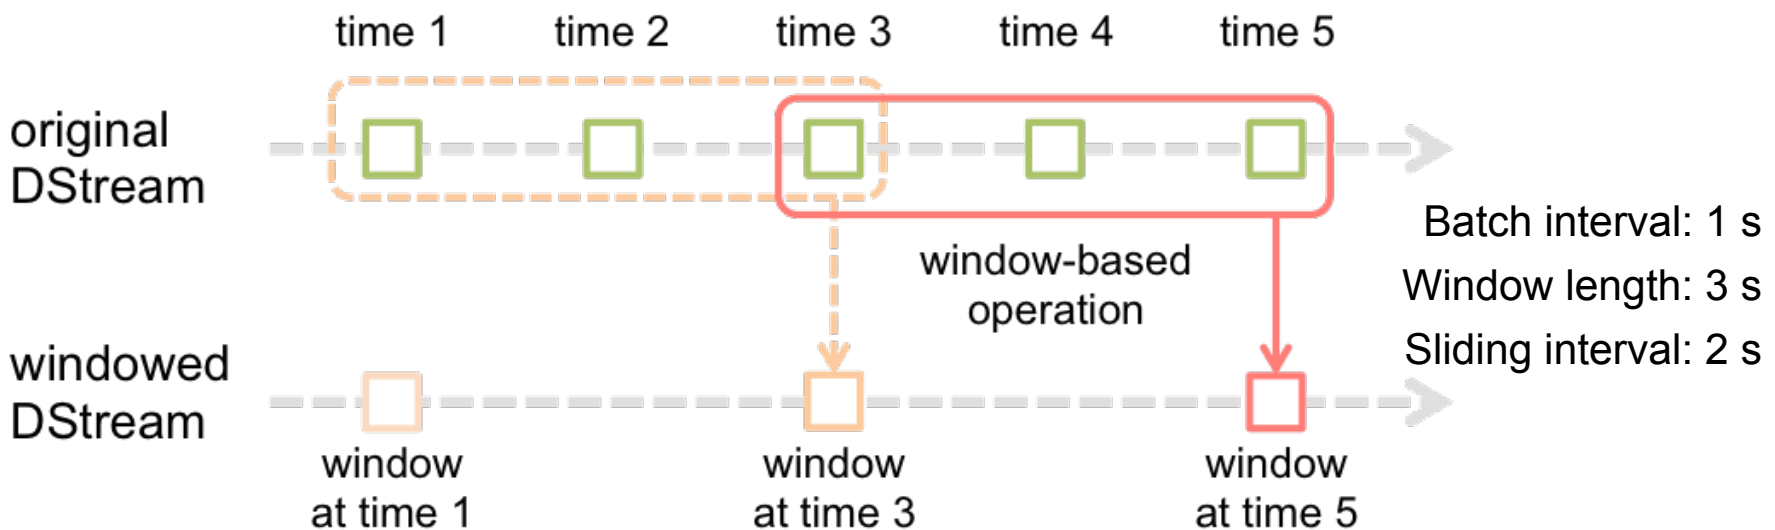 time 1
time 2
time 3
time 4
time 5
original
DStream
Batch interval: 1 s
window-based
operation
Window length: 3 s
Sliding interval: 2 s
windowed
DStream
window
at time 1
window
at time 3
window
at time 5